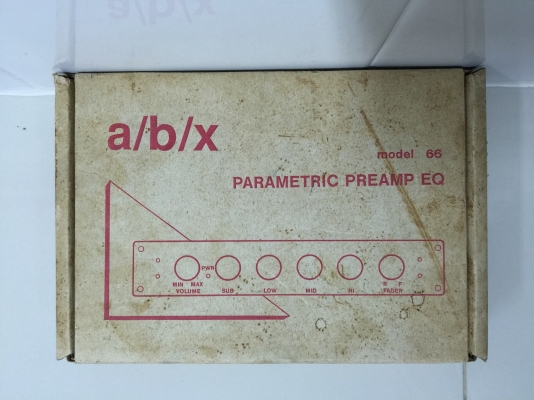 a/b/x
a/b/x
model 66
PARAMETRIC PREAMP EQ
PWR
MIN MAX R F
VOLUME SUB LOW MID HI FADER